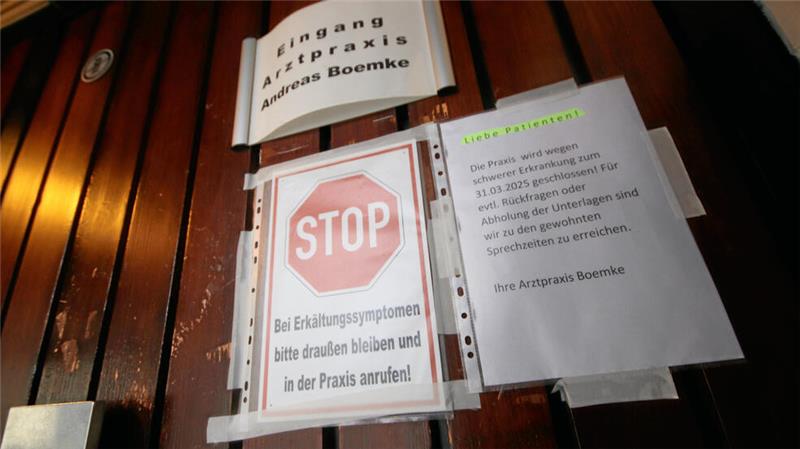 Eingang
Arztpraxis
Andreas Boemke
STOP
Bei Erkältungssymptomen
bitte draußen bleiben und
in der Praxis anrufen!
Liebe Patienten!
Die Praxis wird wegen
schwerer Erkrankung zum
31.03.2025 geschlossen! Für
evtl. Rückfragen oder
Abholung der Unterlagen sind
wir zu den gewohnten
Sprechzeiten zu erreichen.
Ihre Arztpraxis Boemke